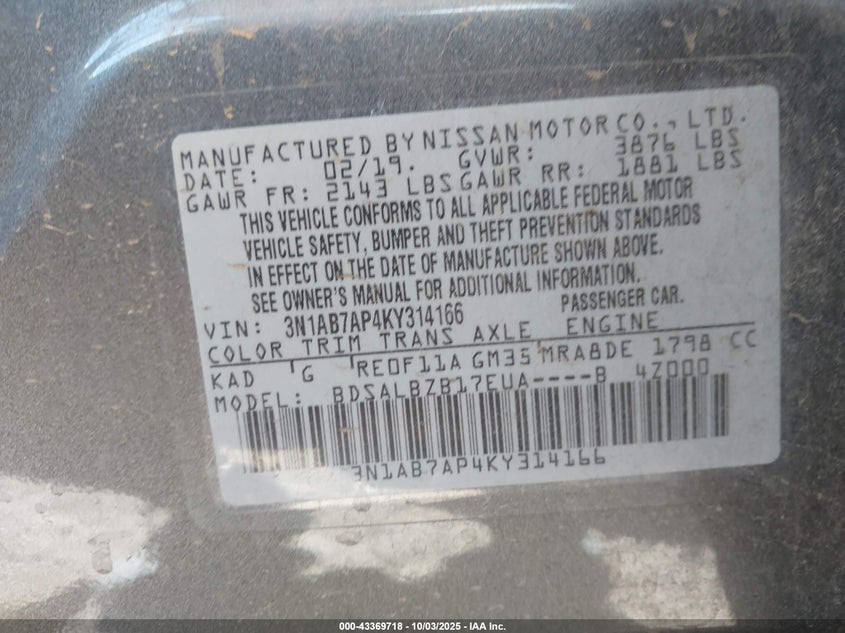 MANUFACTURED BY NISSAN MOTOR CO., LTD.
DATE: 02/19. GVWR: 3876 LBS
GAWR FR: 2143 LBS GAWR RR: 1881 LBS
THIS VEHICLE CONFORMS TO ALL APPLICABLE FEDERAL MOTOR
VEHICLE SAFETY, BUMPER AND THEFT PREVENTION STANDARDS
IN EFFECT ON THE DATE OF MANUFACTURE SHOWN ABOVE.
SEE OWNER'S MANUAL FOR ADDITIONAL INFORMATION.
VIN: 3N1AB7AP4KY314166 PASSENGER CAR.
COLOR TRIM TRANS AXLE ENGINE
KAD G RE0F11A GM35 MRA8DE 1798 CC
MODEL: BDSALBZB17EUA----B 4Z000
3N1AB7AP4KY314166
000-43369718 - 10/03/2025 - IAA Inc.